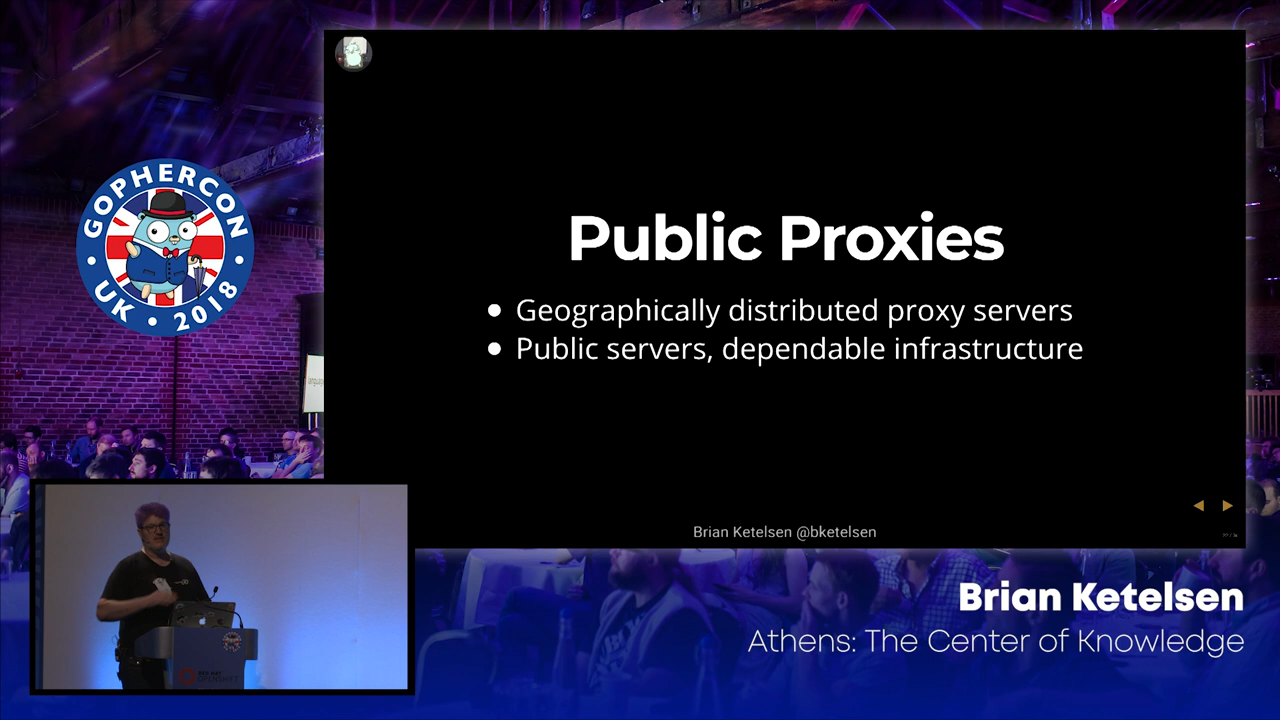 GOPHERCON
UK • 2018
Public Proxies
• Geographically distributed proxy servers
• Public servers, dependable infrastructure
Brian Ketelsen @bketelsen
Brian Ketelsen
Athens: The Center of Knowledge